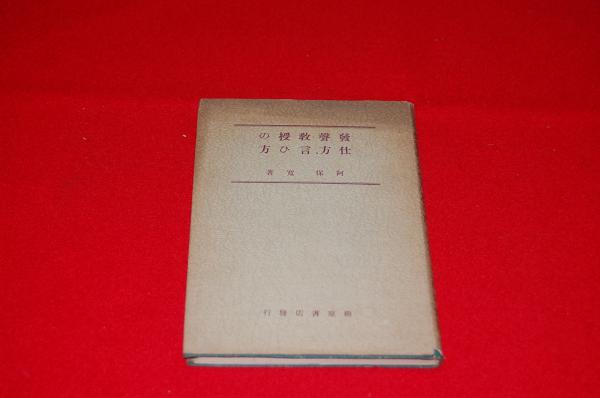 發聲教授の
仕方、言ひ方
阿保寛著
書店發行